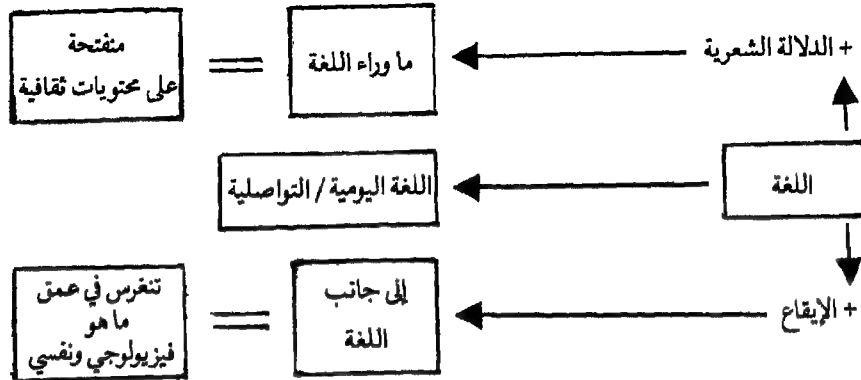 + الدلالة الشعرية
ما وراء اللغة
=
منفتحة
على محتويات ثقافية
اللغة
اللغة اليومية / التواصلية
+ الإيقاع
إلى جانب
اللغة
=
تنغرس في عمق
ما هو
فيزيولوجي ونفسي